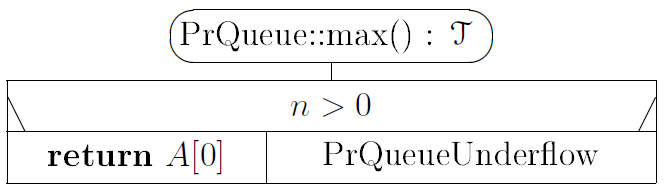 PrQueue::max() : 𝒯
n > 0
return A[0]
PrQueueUnderflow